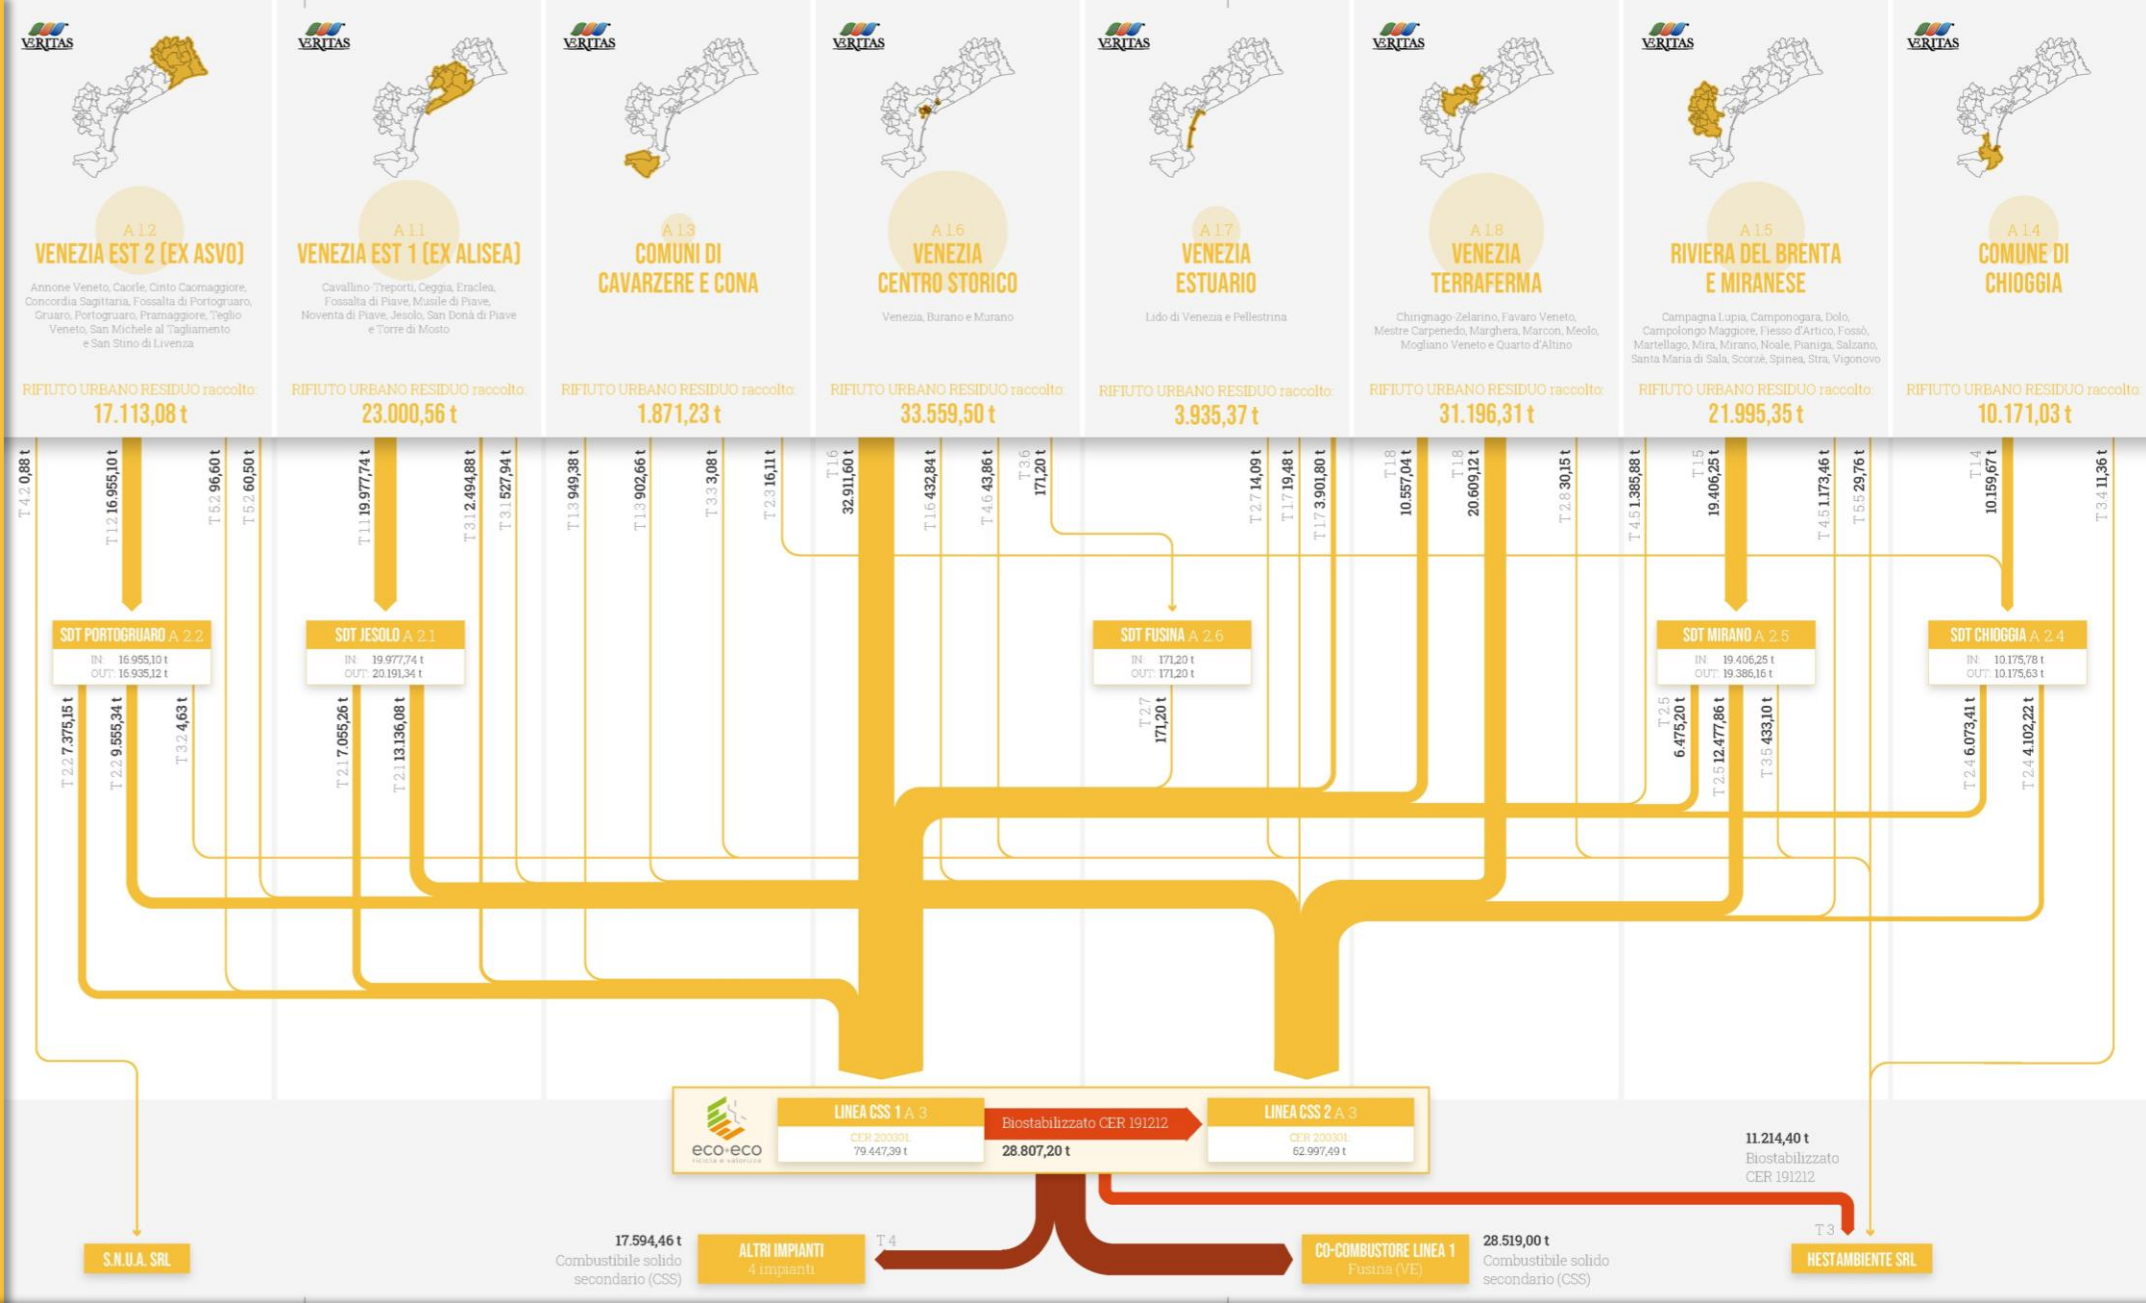 VERITAS
A 1.2
VENEZIA EST 2 (EX ASVO)
Annone Veneto, Caorle, Cinto Caomaggiore,
Concordia Sagittaria, Fossalta di Portogruaro,
Gruaro, Portogruaro, Pramaggiore, Teglio
Veneto, San Michele al Tagliamento
e San Stino di Livenza
RIFIUTO URBANO RESIDUO raccolto:
17.113,08 t
VERITAS
A 1.1
VENEZIA EST 1 (EX ALISEA)
Cavallino-Treporti, Ceggia, Eraclea,
Fossalta di Piave, Musile di Piave,
Noventa di Piave, Jesolo, San Donà di Piave
e Torre di Mosto
RIFIUTO URBANO RESIDUO raccolto:
23.000,56 t
VERITAS
A 1.3
COMUNI DI
CAVARZERE E CONA
RIFIUTO URBANO RESIDUO raccolto:
1.871,23 t
VERITAS
A 1.6
VENEZIA
CENTRO STORICO
Venezia, Burano e Murano
RIFIUTO URBANO RESIDUO raccolto:
33.559,50 t
VERITAS
A 1.7
VENEZIA
ESTUARIO
Lido di Venezia e Pellestrina
RIFIUTO URBANO RESIDUO raccolto:
3.935,37 t
VERITAS
A 1.8
VENEZIA
TERRAFERMA
Chirignago-Zelarino, Favaro Veneto,
Mestre Carpenedo, Marghera, Marcon, Meolo,
Mogliano Veneto e Quarto d'Altino
RIFIUTO URBANO RESIDUO raccolto:
31.196,31 t
VERITAS
A 1.5
RIVIERA DEL BRENTA
E MIRANESE
Campagna Lupia, Camponogara, Dolo,
Campolongo Maggiore, Fiesso d'Artico, Fossò,
Martellago, Mira, Mirano, Noale, Pianiga, Salzano,
Santa Maria di Sala, Scorzè, Spinea, Stra, Vigonovo
RIFIUTO URBANO RESIDUO raccolto:
21.995,35 t
VERITAS
A 1.4
COMUNE DI
CHIOGGIA
RIFIUTO URBANO RESIDUO raccolto:
10.171,03 t
T 4.2 0,88 t
T 1.2 16.955,10 t
T 5.2 96,60 t
T 5.2 60,50 t
T 1.1 19.977,74 t
T 3.1 2.494,88 t
T 3.1 527,94 t
T 1.3 949,38 t
T 1.3 902,66 t
T 3.3 3,08 t
T 2.3 16,11 t
T 1.6
32.911,60 t
T 1.6 432,84 t
T 4.6 43,86 t
T 3.6
171,20 t
T 2.7 14,09 t
T 1.7 19,48 t
T 1.7 3.901,80 t
T 1.8
10.557,04 t
T 1.8
20.609,12 t
T 2.8 30,15 t
T 4.5 1.385,88 t
T 1.5
19.406,25 t
T 4.5 1.173,46 t
T 5.5 29,76 t
T 1.4
10.159,67 t
T 3.4 11,36 t
SDT PORTOGRUARO A 2.2
IN: 16.955,10 t
OUT: 16.935,12 t
SDT JESOLO A 2.1
IN: 19.977,74 t
OUT: 20.191,34 t
SDT FUSINA A 2.6
IN: 171,20 t
OUT: 171,20 t
SDT MIRANO A 2.5
IN: 19.406,25 t
OUT: 19.386,16 t
SDT CHIOGGIA A 2.4
IN: 10.175,78 t
OUT: 10.175,63 t
T 2.2 7.375,15 t
T 2.2 9.555,34 t
T 3.2 4,63 t
T 2.1 7.055,26 t
T 2.1 13.136,08 t
T 2.7
171,20 t
T 2.5
6.475,20 t
T 2.5 12.477,86 t
T 3.5 433,10 t
T 2.4 6.073,41 t
T 2.4 4.102,22 t
eco+eco
ricicla e valorizza
LINEA CSS 1 A 3
CER 200301
79.447,39 t
Biostabilizzato CER 191212
28.807,20 t
LINEA CSS 2 A 3
CER 200301
62.997,49 t
11.214,40 t
Biostabilizzato
CER 191212
T 3
S.N.U.A. SRL
17.594,46 t
Combustibile solido
secondario (CSS)
ALTRI IMPIANTI
4 impianti
T 4
CO-COMBUSTORE LINEA 1
Fusina (VE)
28.519,00 t
Combustibile solido
secondario (CSS)
HESTAMBIENTE SRL